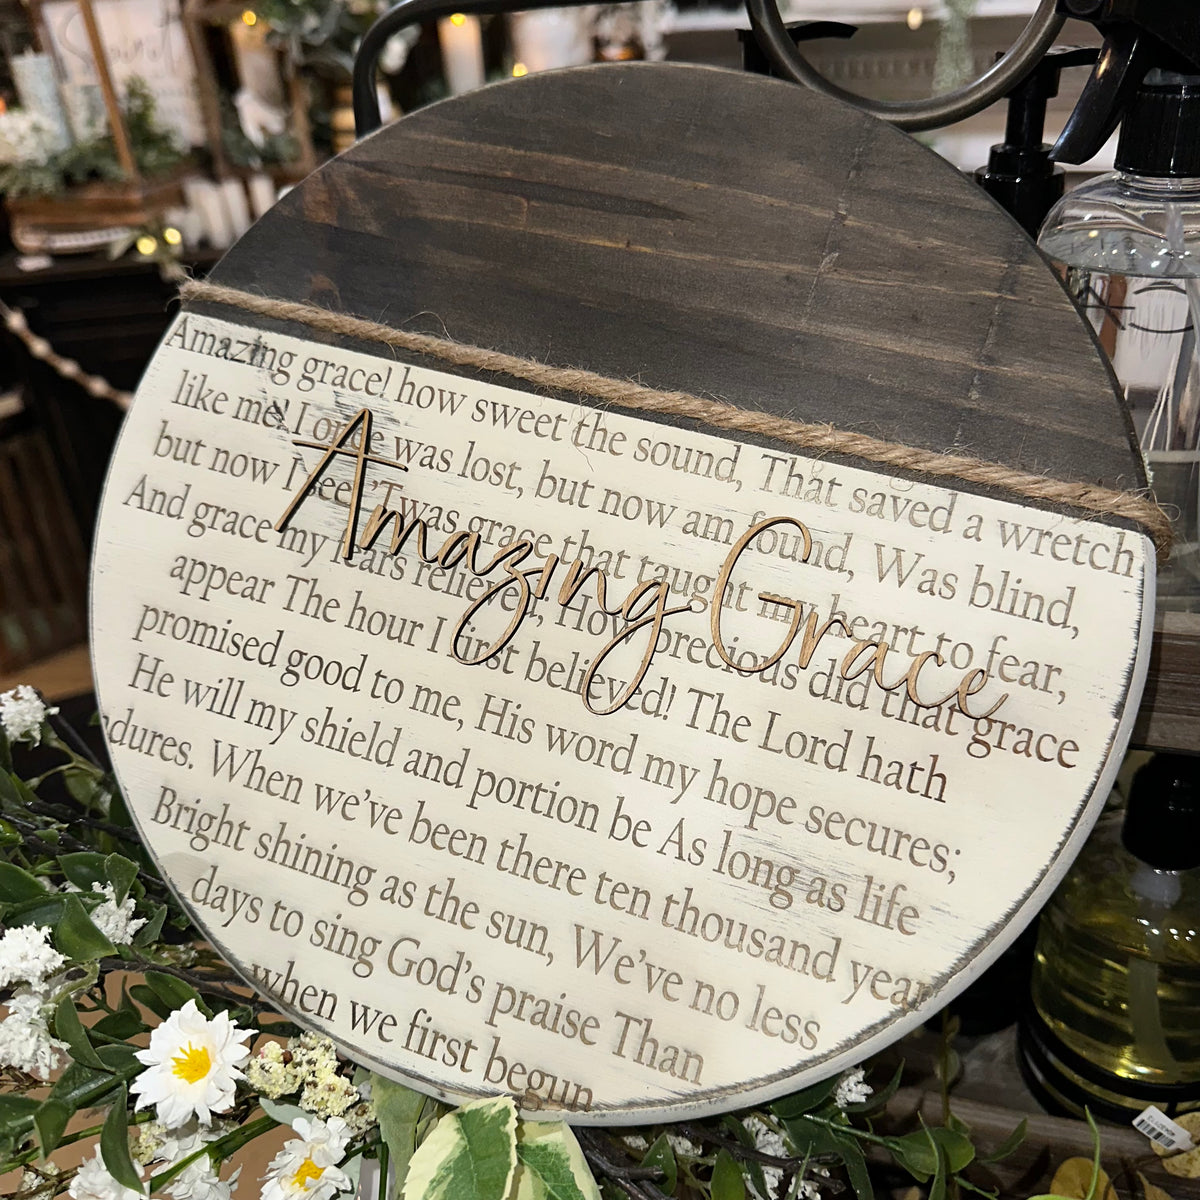 Spirit
Amazing grace! how sweet the sound, That saved a wretch
like me! I once was lost, but now am found, Was blind,
but now I see. 'Twas grace that taught my heart to fear,
And grace my fears relieved; How precious did that grace
appear The hour I first believed! The Lord hath
promised good to me, His word my hope secures;
He will my shield and portion be As long as life
dures. When we've been there ten thousand year
Bright shining as the sun, We've no less
days to sing God's praise Than
when we first begun
Amazing Grace